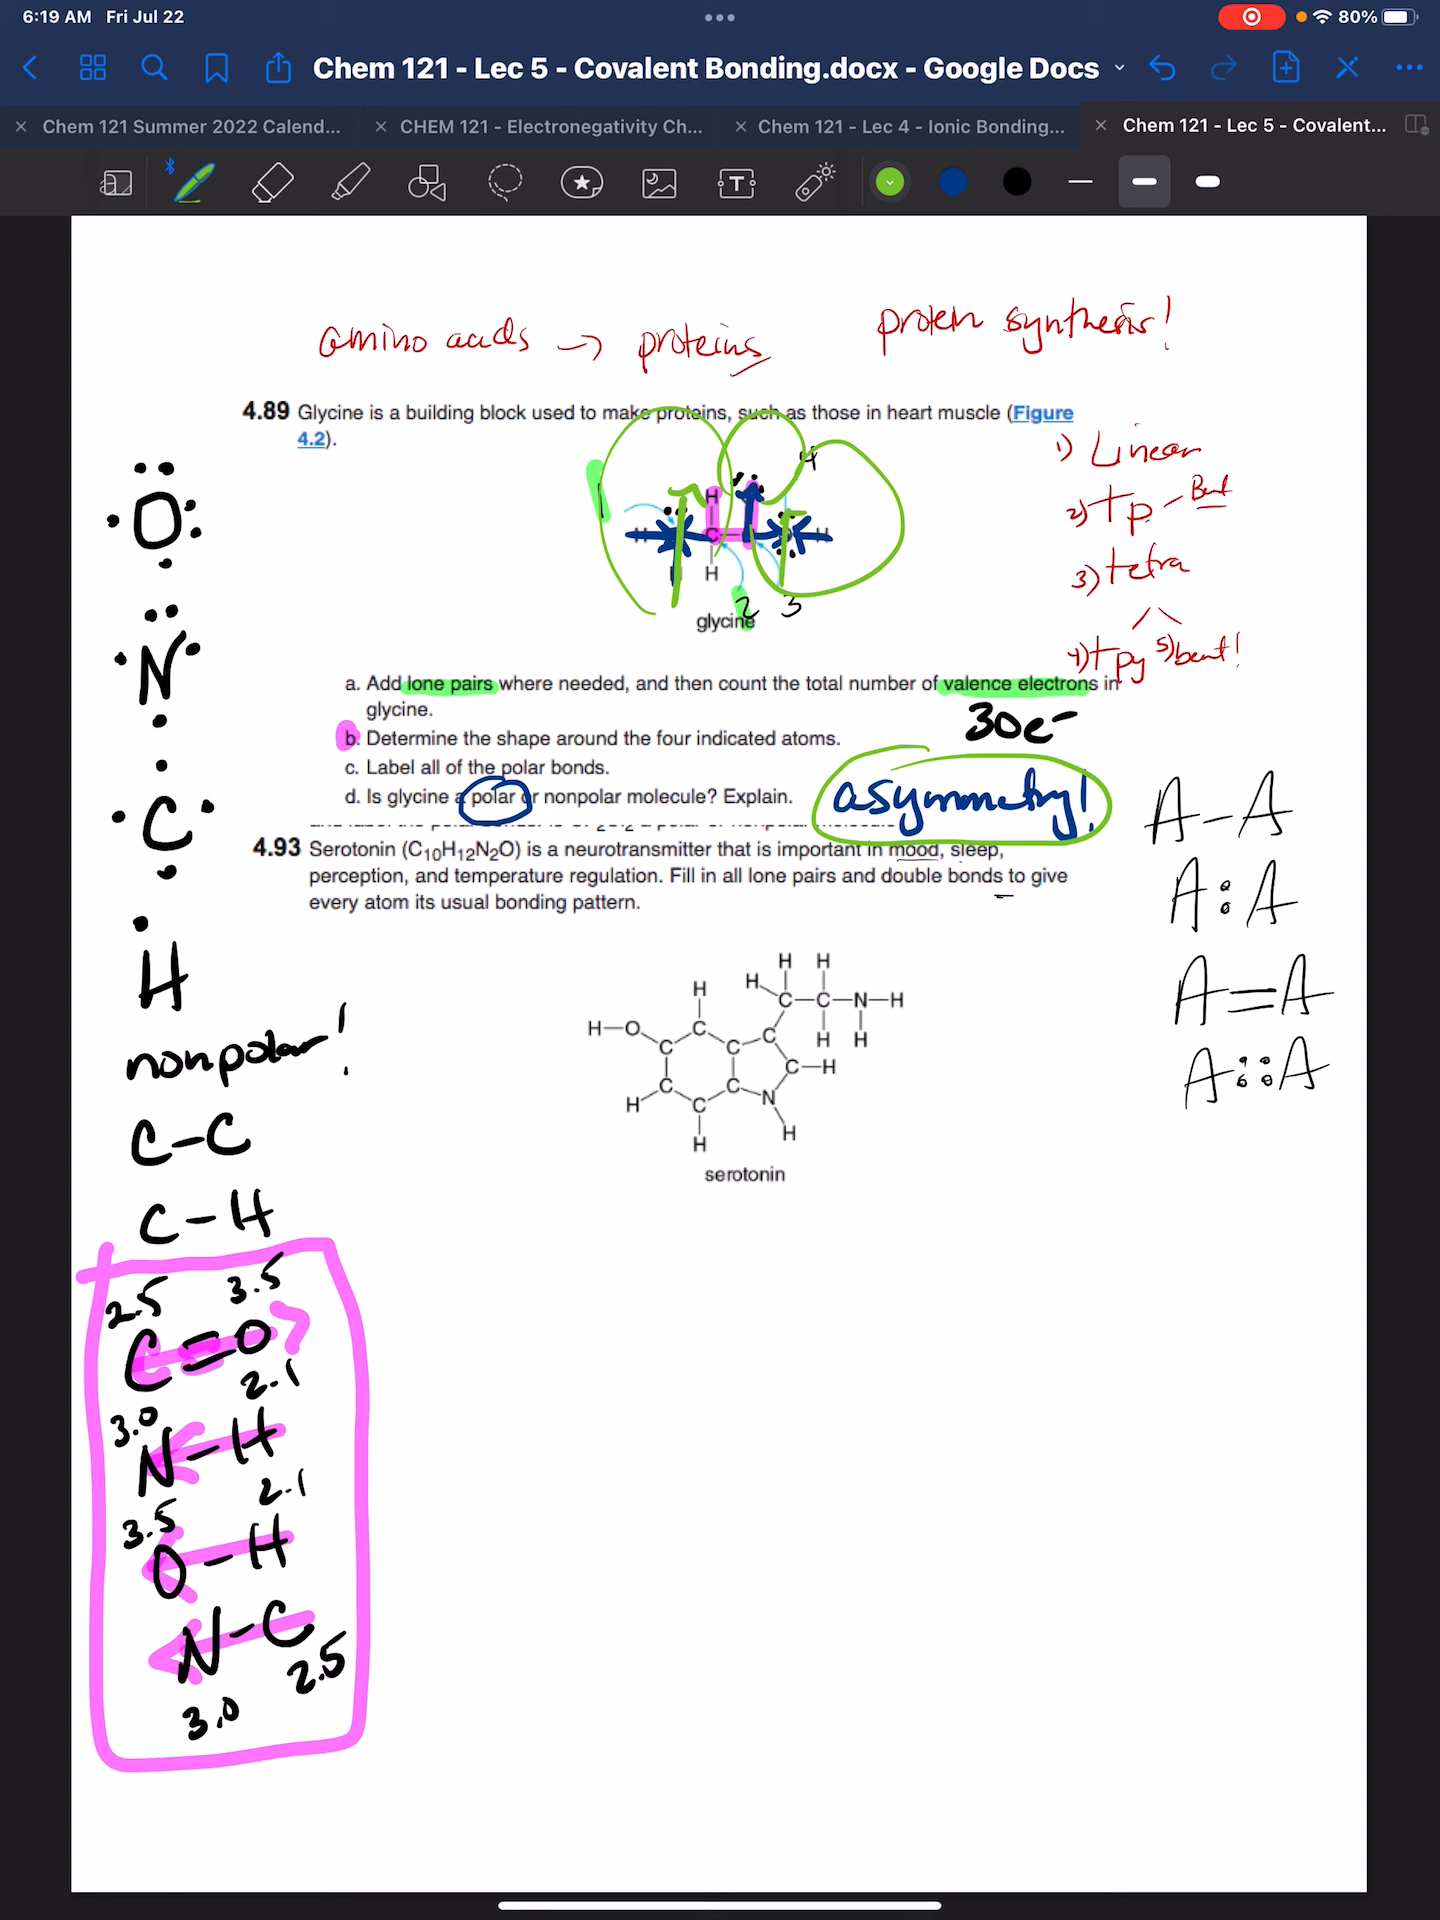 6:19 AM Fri Jul 22
80%
Chem 121 - Lec 5 - Covalent Bonding.docx - Google Docs
Chem 121 Summer 2022 Calend...
CHEM 121 - Electronegativity Ch...
Chem 121 - Lec 4 - Ionic Bonding...
Chem 121 - Lec 5 - Covalent...
amino acids → proteins
protein synthesis!
4.89 Glycine is a building block used to make proteins, such as those in heart muscle (Figure
4.2).
1) Linear
2) tp - Bent
3) tetra
4) tpy 5) bent!
1
4
H
H
H
2 3
glycine
a. Add lone pairs where needed, and then count the total number of valence electrons in
glycine.
30e-
b. Determine the shape around the four indicated atoms.
c. Label all of the polar bonds.
d. Is glycine a polar or nonpolar molecule? Explain.
asymmetry!
4.93 Serotonin (C10H12N2O) is a neurotransmitter that is important in mood, sleep,
perception, and temperature regulation. Fill in all lone pairs and double bonds to give
every atom its usual bonding pattern.
H H
H H
C—C—N—H
H—O C C H H
C C C—H
C C N
H C H
H
serotonin
O
N
C
H
nonpolar!
C-C
C-H
2.5 3.5
C=O
3.0 2.1
N-H
3.5 2.1
O-H
N-C
3.0 2.5
A-A
A:A
A=A
A::A